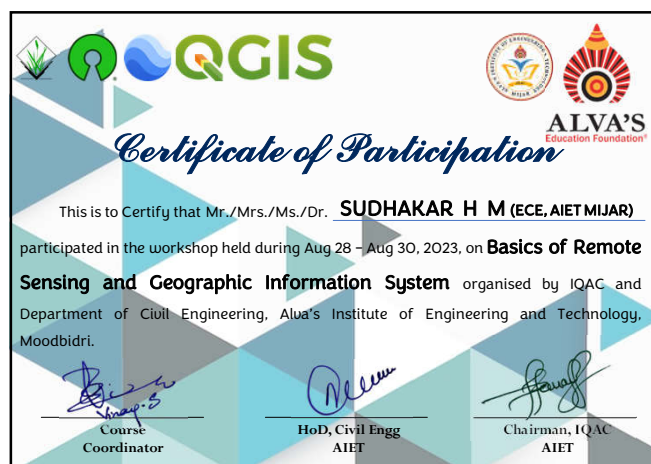 QGIS
ALVA'S
Education Foundation®
Certificate of Participation
This is to Certify that Mr./Mrs./Ms./Dr. SUDHAKAR H M (ECE, AIET MIJAR)
participated in the workshop held during Aug 28 – Aug 30, 2023, on Basics of Remote
Sensing and Geographic Information System organised by IQAC and
Department of Civil Engineering, Alva's Institute of Engineering and Technology,
Moodbidri.
Vinay.S
Course HoD, Civil Engg Chairman, IQAC
Coordinator AIET AIET